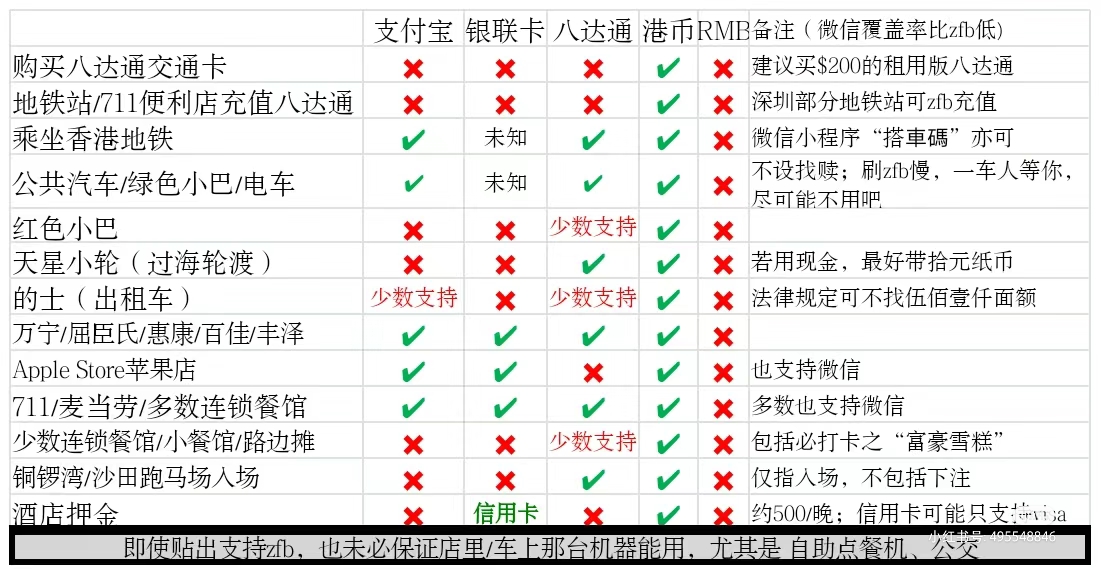 支付宝 银联卡 八达通 港币 RMB 备注（微信覆盖率比zfb低)
购买八达通交通卡 ✖ ✖ ✖ ✔ ✖ 建议买$200的租用版八达通
地铁站/711便利店充值八达通 ✖ ✖ ✖ ✔ ✖ 深圳部分地铁站可zfb充值
乘坐香港地铁 ✔ 未知 ✔ ✔ ✖ 微信小程序“搭車碼”亦可
公共汽车/绿色小巴/电车 ✔ 未知 ✔ ✔ ✖ 不设找赎；刷zfb慢，一车人等你，
尽可能不用吧
红色小巴 ✖ ✖ 少数支持 ✔ ✖
天星小轮（过海轮渡） ✖ ✖ ✔ ✔ ✖ 若用现金，最好带拾元纸币
的士（出租车） 少数支持 ✖ 少数支持 ✔ ✖ 法律规定可不找伍佰壹仟面额
万宁/屈臣氏/惠康/百佳/丰泽 ✔ ✔ ✔ ✔ ✖
Apple Store苹果店 ✔ ✔ ✖ ✔ ✖ 也支持微信
711/麦当劳/多数连锁餐馆 ✔ ✔ ✔ ✔ ✖ 多数也支持微信
少数连锁餐馆/小餐馆/路边摊 ✖ ✖ 少数支持 ✔ ✖ 包括必打卡之“富豪雪糕”
铜锣湾/沙田跑马场入场 ✖ ✖ ✔ ✔ ✖ 仅指入场，不包括下注
酒店押金 ✖ 信用卡 ✖ ✔ ✖ 约500/晚；信用卡可能只支持visa
即使贴出支持zfb，也未必保证店里/车上那台机器能用，尤其是 自助点餐机、公交
小红书号: 495548846